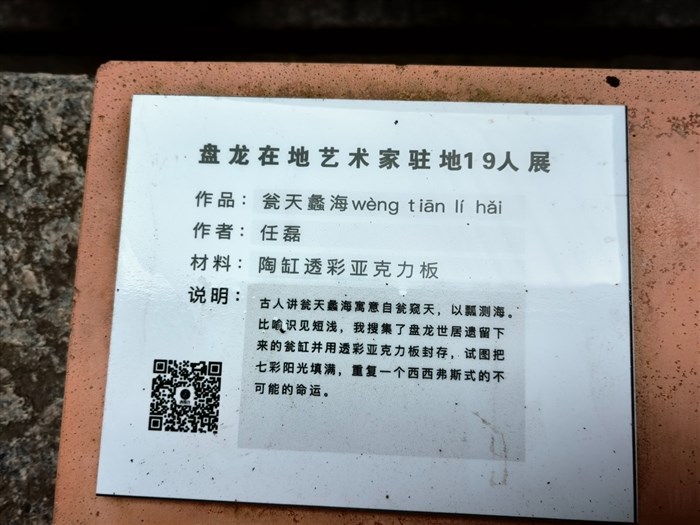 盘龙在地艺术家驻地19人展
作品：瓮天蠡海wèng tiān lí hǎi
作者：任磊
材料：陶缸透彩亚克力板
说明：
古人讲瓮天蠡海寓意自瓮窥天，以瓢测海。
比喻识见短浅，我搜集了盘龙世居遗留下
来的瓮缸并用透彩亚克力板封存，试图把
七彩阳光填满，重复一个西西弗斯式的不
可能的命运。